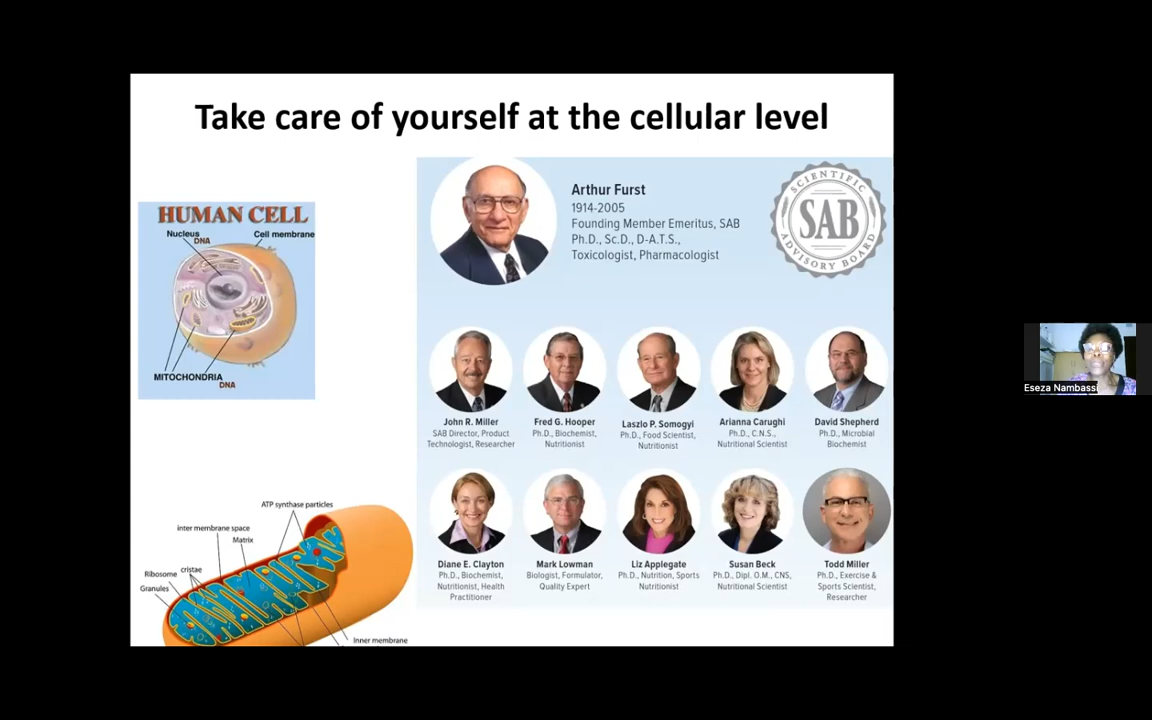 Take care of yourself at the cellular level
HUMAN CELL
Nucleus
DNA
Cell membrane
MITOCHONDRIA
DNA
Arthur Furst
1914-2005
Founding Member Emeritus, SAB
Ph.D., Sc.D., D-A.T.S.,
Toxicologist, Pharmacologist
SCIENTIFIC
SAB
ADVISORY BOARD
John R. Miller
SAB Director, Product
Technologist, Researcher
Fred G. Hooper
Ph.D., Biochemist,
Nutritionist
Laszlo P. Somogyi
Ph.D., Food Scientist,
Nutritionist
Arianna Carughi
Ph.D., C.N.S.,
Nutritional Scientist
David Shepherd
Ph.D., Microbial
Biochemist
Diane E. Clayton
Ph.D., Biochemist,
Nutritionist, Health
Practitioner
Mark Lowman
Biologist, Formulator,
Quality Expert
Liz Applegate
Ph.D., Nutrition, Sports
Nutritionist
Susan Beck
Ph.D., Dipl. O.M., CNS,
Nutritional Scientist
Todd Miller
Ph.D., Exercise &
Sports Scientist,
Researcher
ATP synthase particles
inter membrane space
Matrix
Ribosome
cristae
Granules
Inner membrane
Eseza Nambassi